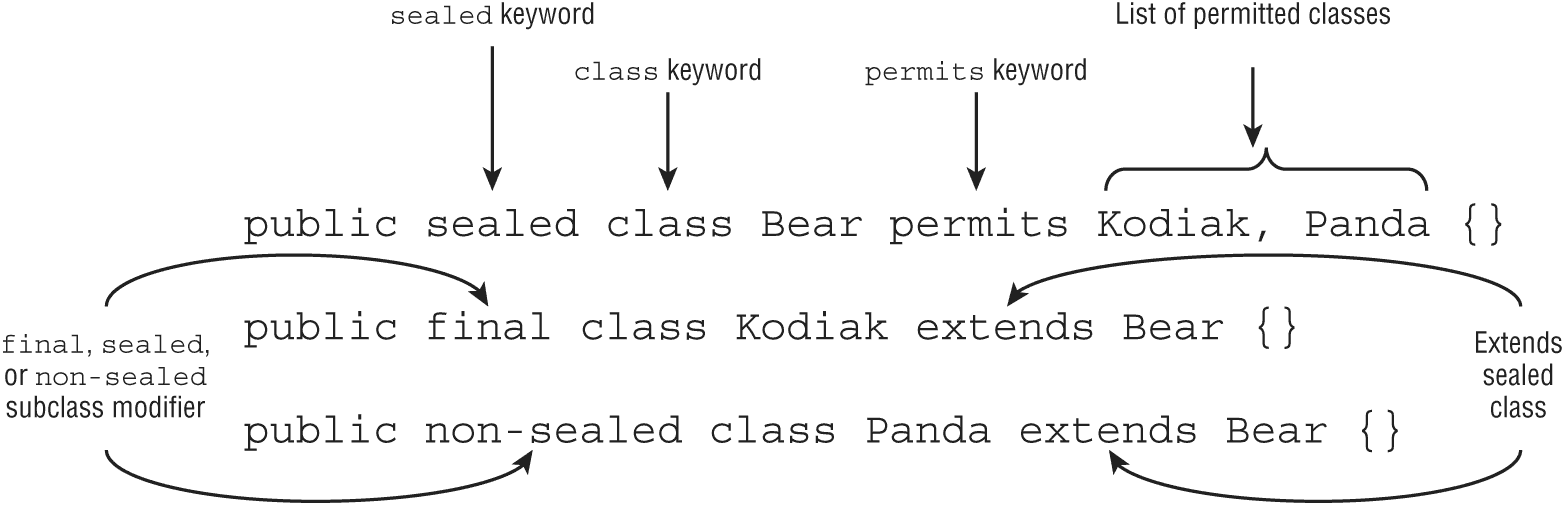 sealed keyword
List of permitted classes
class keyword
permits keyword
public sealed class Bear permits Kodiak, Panda {}
public final class Kodiak extends Bear {}
final, sealed,
or non-sealed
subclass modifier
Extends
sealed
class
public non-sealed class Panda extends Bear {}